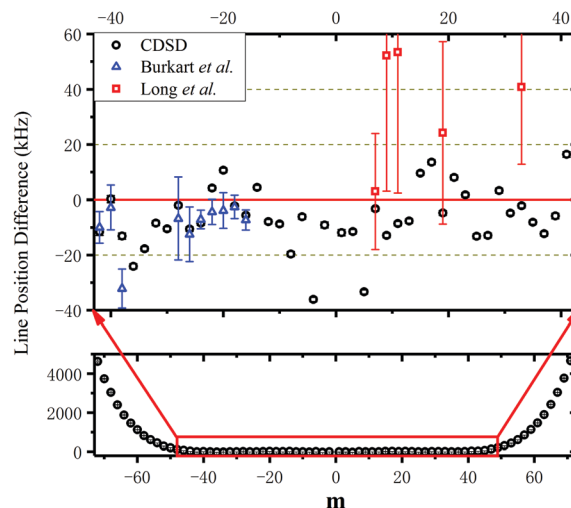 −40 −20 0 20 40
60
40
20
0
−20
−40
CDSD
Burkart et al.
Long et al.
Line Position Difference (kHz)
4000
2000
0
−60 −40 −20 0 20 40 60
m